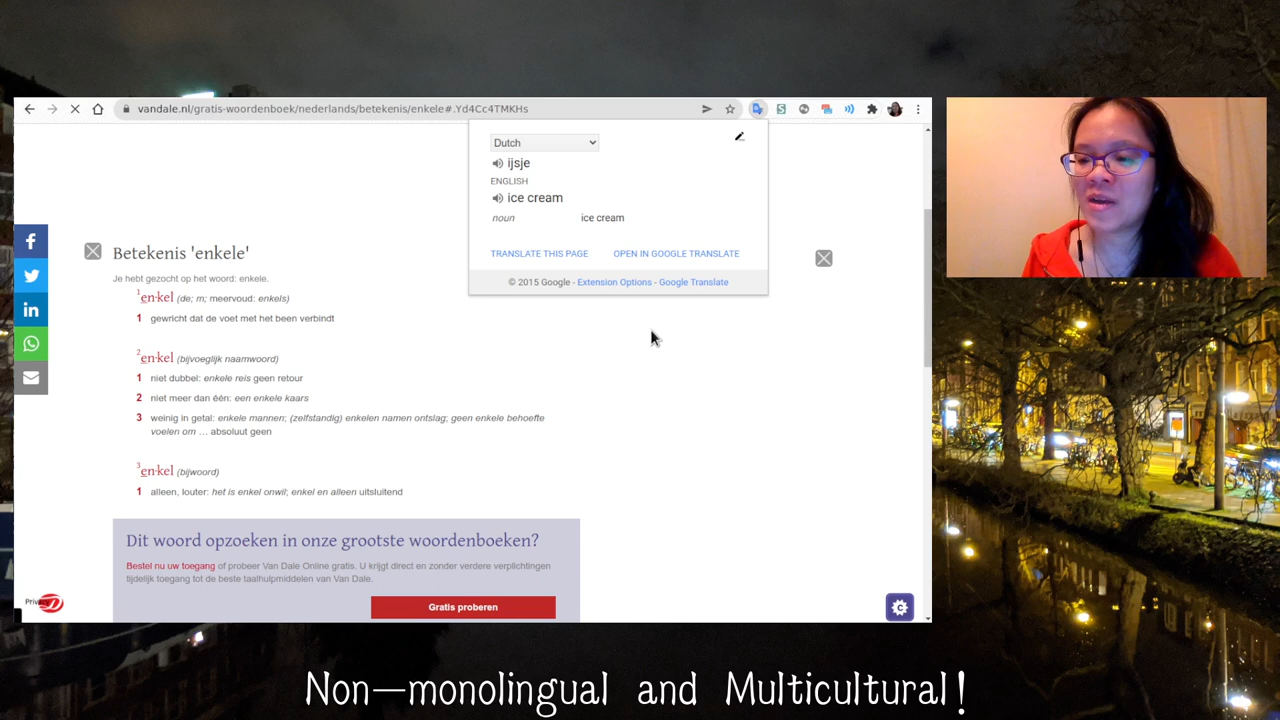 vandale.nl/gratis-woordenboek/nederlands/betekenis/enkele#.Yd4Cc4TMKHs
Dutch
ijsje
ENGLISH
ice cream
noun ice cream
TRANSLATE THIS PAGE OPEN IN GOOGLE TRANSLATE
© 2015 Google - Extension Options - Google Translate
Betekenis 'enkele'
Je hebt gezocht op het woord: enkele.
1en·kel (de; m; meervoud: enkels)
1 gewricht dat de voet met het been verbindt
2en·kel (bijvoeglijk naamwoord)
1 niet dubbel: enkele reis geen retour
2 niet meer dan één: een enkele kaars
3 weinig in getal: enkele mannen; (zelfstandig) enkelen namen ontslag; geen enkele behoefte
voelen om … absoluut geen
3en·kel (bijwoord)
1 alleen, louter: het is enkel onwil; enkel en alleen uitsluitend
Dit woord opzoeken in onze grootste woordenboeken?
Bestel nu uw toegang of probeer Van Dale Online gratis. U krijgt direct en zonder verdere verplichtingen
tijdelijk toegang tot de beste taalhulpmiddelen van Van Dale.
Gratis proberen
Non-monolingual and Multicultural!